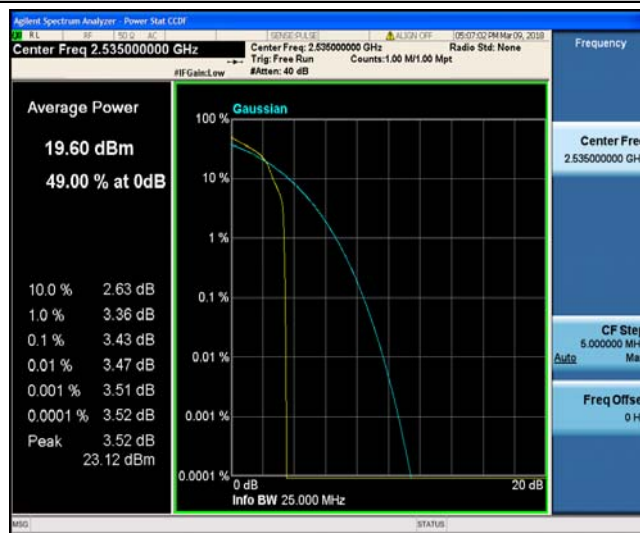 Agilent Spectrum Analyzer - Power Stat CCDF
RL RF 50 Ω AC SENSE:PULSE ALIGN OFF 05:07:02 PM Mar 09, 2018
Center Freq 2.535000000 GHz
Center Freq: 2.535000000 GHz Radio Std: None
Trig: Free Run Counts:1.00 M/1.00 Mpt
#IFGain:Low #Atten: 40 dB
Frequency
Average Power
19.60 dBm
49.00 % at 0dB
10.0 % 2.63 dB
1.0 % 3.36 dB
0.1 % 3.43 dB
0.01 % 3.47 dB
0.001 % 3.51 dB
0.0001 % 3.52 dB
Peak 3.52 dB
23.12 dBm
Gaussian
100 %
10 %
1 %
0.1 %
0.01 %
0.001 %
0.0001 %
0 dB 20 dB
Info BW 25.000 MHz
Center Fre
2.535000000 GH
CF Step
5.000000 MH
Auto Ma
Freq Offse
0 H
MSG STATUS